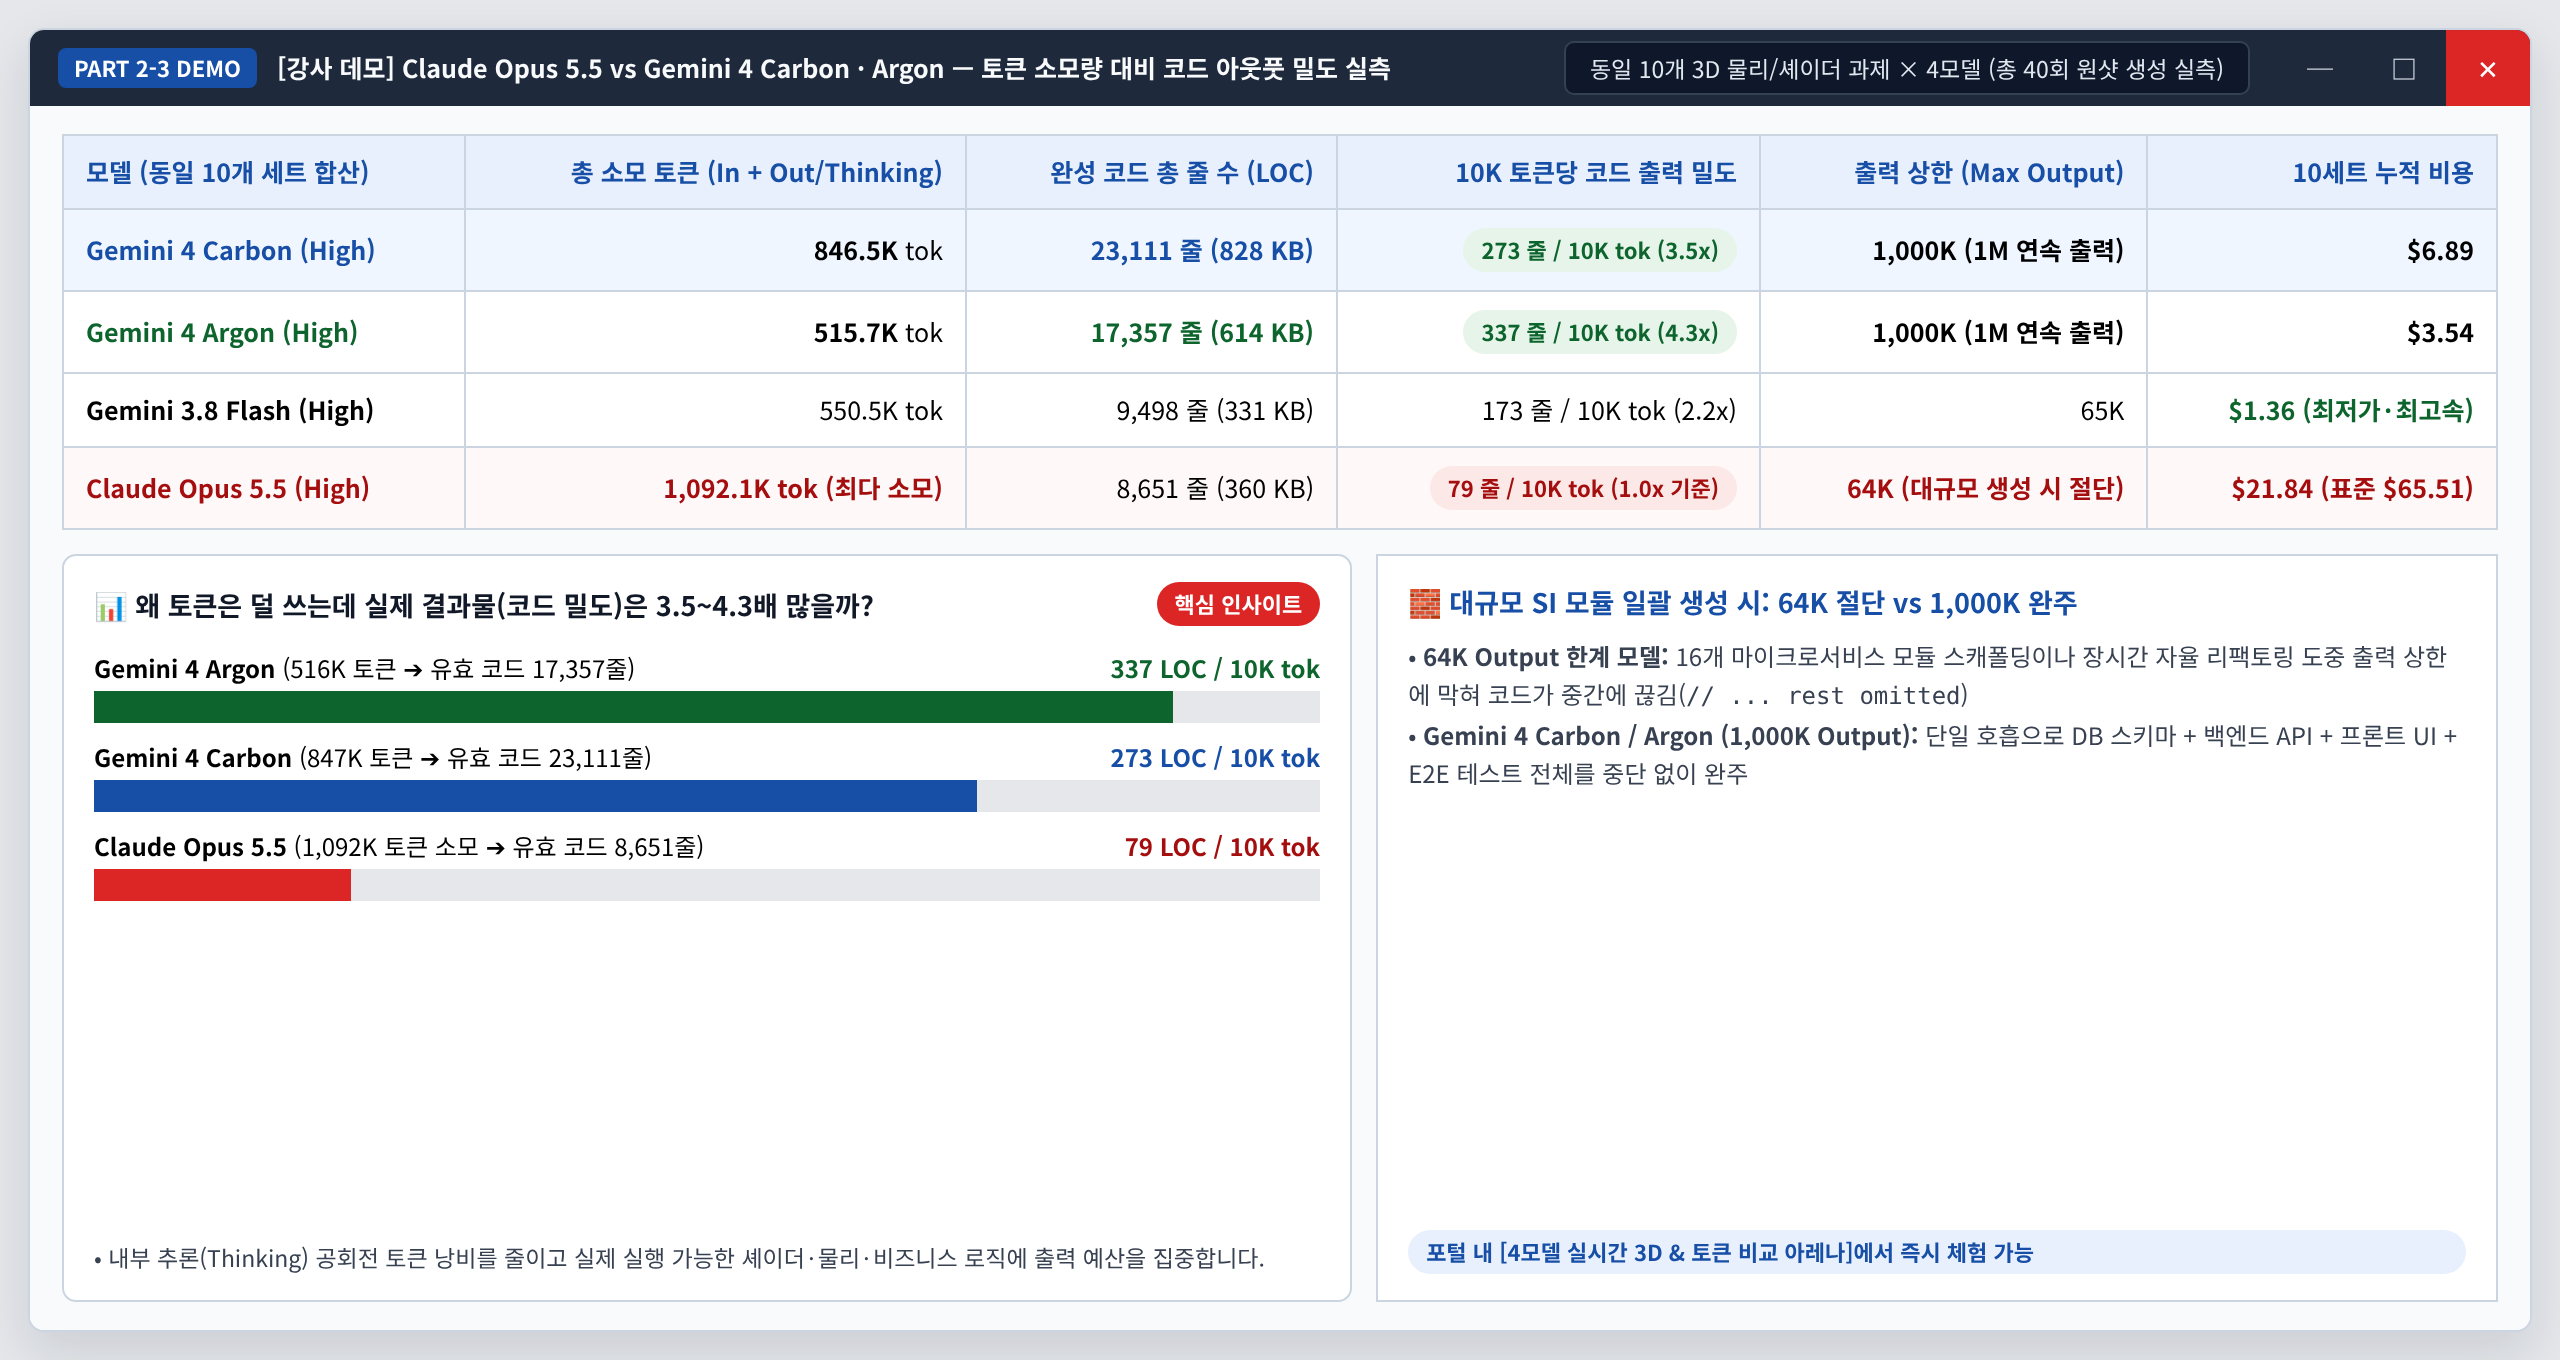 PART 2-3 DEMO
[강사 데모] Claude Opus 5.5 vs Gemini 4 Carbon · Argon — 토큰 소모량 대비 코드 아웃풋 밀도 실측
동일 10개 3D 물리/셰이더 과제 × 4모델 (총 40회 원샷 생성 실측)
모델 (동일 10개 세트 합산) 총 소모 토큰 (In + Out/Thinking) 완성 코드 총 줄 수 (LOC) 10K 토큰당 코드 출력 밀도 출력 상한 (Max Output) 10세트 누적 비용
Gemini 4 Carbon (High) 846.5K tok 23,111 줄 (828 KB) 273 줄 / 10K tok (3.5x) 1,000K (1M 연속 출력) $6.89
Gemini 4 Argon (High) 515.7K tok 17,357 줄 (614 KB) 337 줄 / 10K tok (4.3x) 1,000K (1M 연속 출력) $3.54
Gemini 3.8 Flash (High) 550.5K tok 9,498 줄 (331 KB) 173 줄 / 10K tok (2.2x) 65K $1.36 (최저가·최고속)
Claude Opus 5.5 (High) 1,092.1K tok (최다 소모) 8,651 줄 (360 KB) 79 줄 / 10K tok (1.0x 기준) 64K (대규모 생성 시 절단) $21.84 (표준 $65.51)
📊 왜 토큰은 덜 쓰는데 실제 결과물(코드 밀도)은 3.5~4.3배 많을까?
핵심 인사이트
Gemini 4 Argon (516K 토큰 ➔ 유효 코드 17,357줄) 337 LOC / 10K tok
Gemini 4 Carbon (847K 토큰 ➔ 유효 코드 23,111줄) 273 LOC / 10K tok
Claude Opus 5.5 (1,092K 토큰 소모 ➔ 유효 코드 8,651줄) 79 LOC / 10K tok
• 내부 추론(Thinking) 공회전 토큰 낭비를 줄이고 실제 실행 가능한 셰이더·물리·비즈니스 로직에 출력 예산을 집중합니다.
🧱 대규모 SI 모듈 일괄 생성 시: 64K 절단 vs 1,000K 완주
• 64K Output 한계 모델: 16개 마이크로서비스 모듈 스캐폴딩이나 장시간 자율 리팩토링 도중 출력 상한
에 막혀 코드가 중간에 끊김(// ... rest omitted)
• Gemini 4 Carbon / Argon (1,000K Output): 단일 호흡으로 DB 스키마 + 백엔드 API + 프론트 UI +
E2E 테스트 전체를 중단 없이 완주
포털 내 [4모델 실시간 3D & 토큰 비교 아레나]에서 즉시 체험 가능